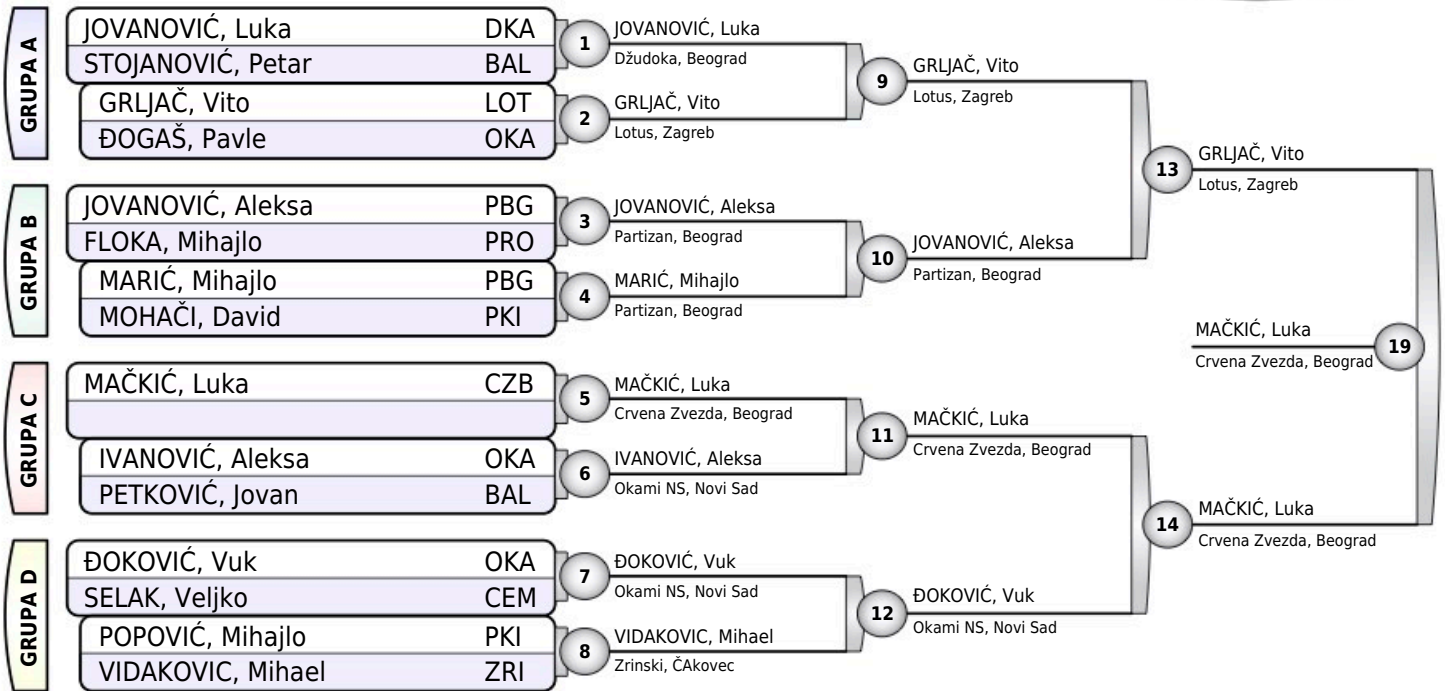 GRUPA A
JOVANOVIĆ, Luka DKA
STOJANOVIĆ, Petar BAL
GRLJAČ, Vito LOT
ĐOGAŠ, Pavle OKA
GRUPA B
JOVANOVIĆ, Aleksa PBG
FLOKA, Mihajlo PRO
MARIĆ, Mihajlo PBG
MOHAČI, David PKI
GRUPA C
MAČKIĆ, Luka CZB
IVANOVIĆ, Aleksa OKA
PETKOVIĆ, Jovan BAL
GRUPA D
ĐOKOVIĆ, Vuk OKA
SELAK, Veljko CEM
POPOVIĆ, Mihajlo PKI
VIDAKOVIC, Mihael ZRI
1
JOVANOVIĆ, Luka
Džudoka, Beograd
2
GRLJAČ, Vito
Lotus, Zagreb
3
JOVANOVIĆ, Aleksa
Partizan, Beograd
4
MARIĆ, Mihajlo
Partizan, Beograd
5
MAČKIĆ, Luka
Crvena Zvezda, Beograd
6
IVANOVIĆ, Aleksa
Okami NS, Novi Sad
7
ĐOKOVIĆ, Vuk
Okami NS, Novi Sad
8
VIDAKOVIC, Mihael
Zrinski, ČAkovec
9
GRLJAČ, Vito
Lotus, Zagreb
10
JOVANOVIĆ, Aleksa
Partizan, Beograd
11
MAČKIĆ, Luka
Crvena Zvezda, Beograd
12
ĐOKOVIĆ, Vuk
Okami NS, Novi Sad
13
GRLJAČ, Vito
Lotus, Zagreb
14
MAČKIĆ, Luka
Crvena Zvezda, Beograd
MAČKIĆ, Luka
Crvena Zvezda, Beograd
19